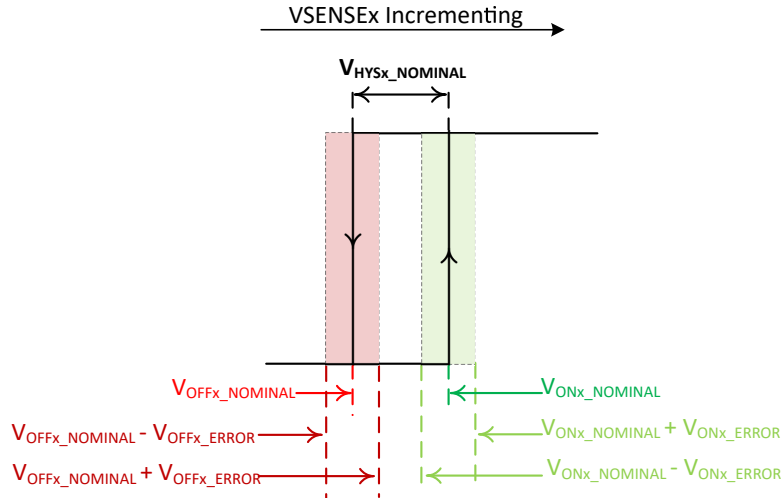 VSENSEx Incrementing
VHYSx_NOMINAL
VOFFx_NOMINAL
VONx_NOMINAL
VOFFx_NOMINAL - VOFFx_ERROR
VONx_NOMINAL + VONx_ERROR
VOFFx_NOMINAL + VOFFx_ERROR
VONx_NOMINAL - VONx_ERROR